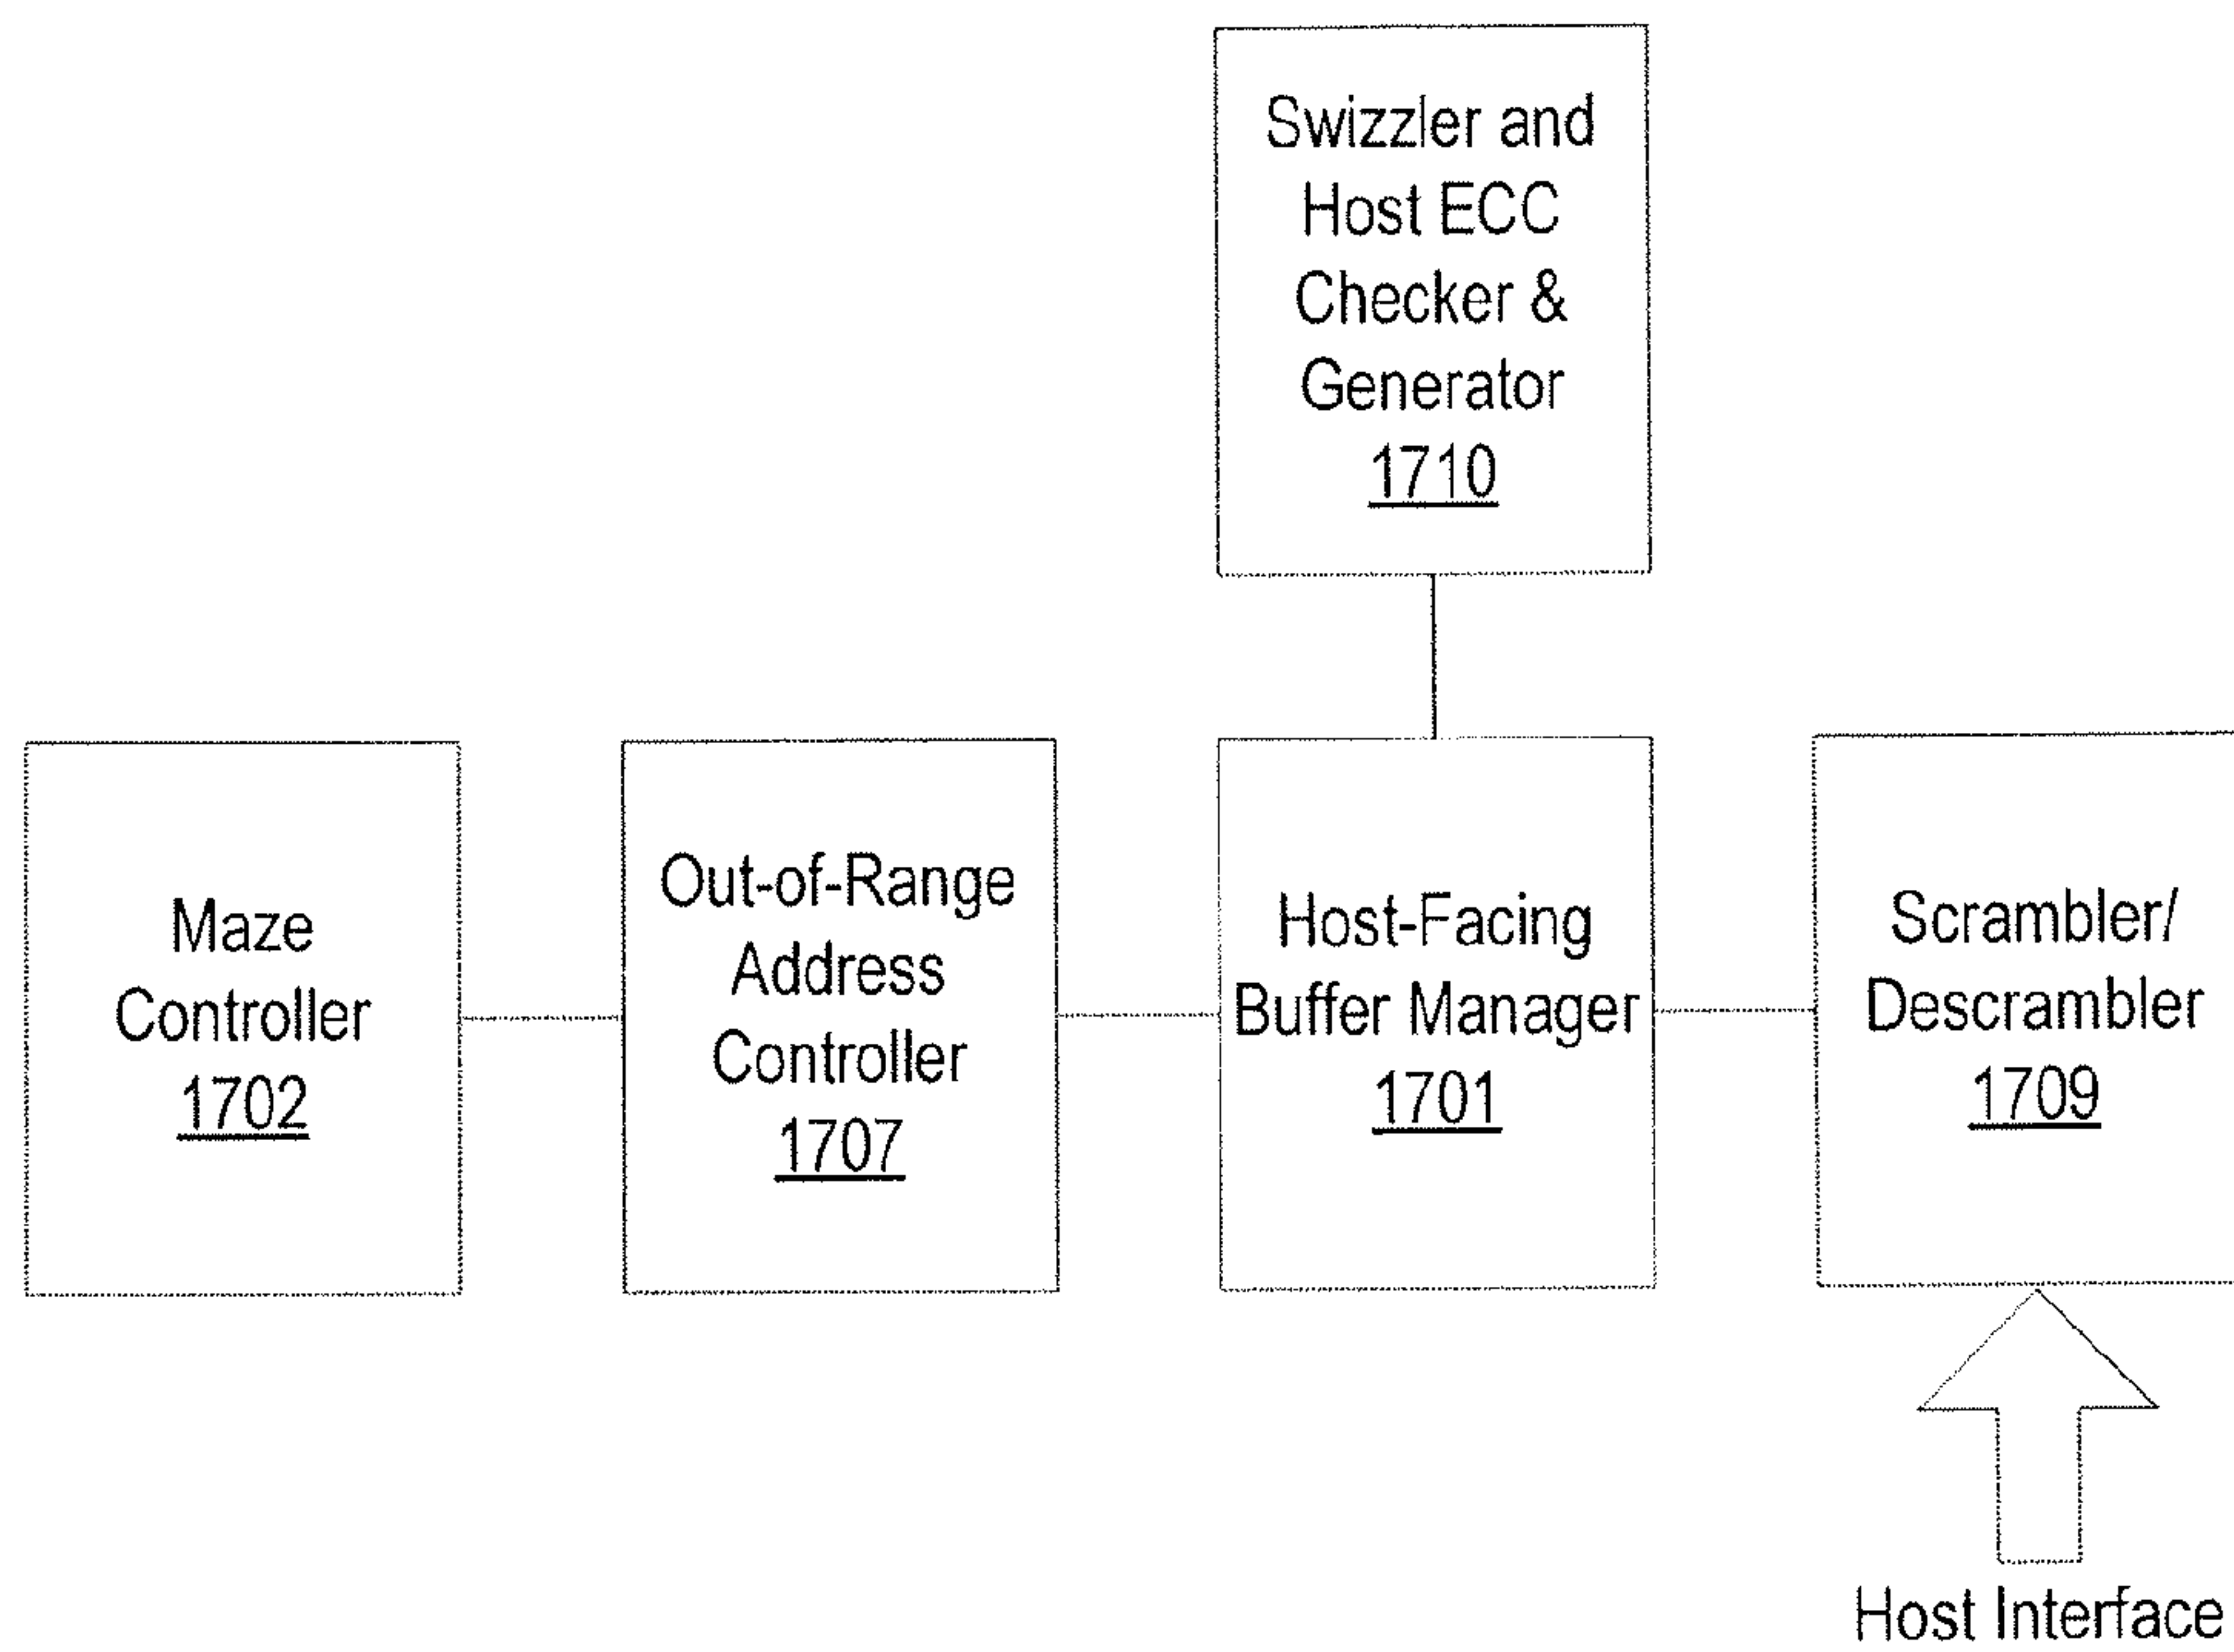 Swizzler and
Host ECC
Checker &
Generator
1710
Maze
Controller
1702
Out-of-Range
Address
Controller
1707
Host-Facing
Buffer Manager
1701
Scrambler/
Descrambler
1709
Host Interface